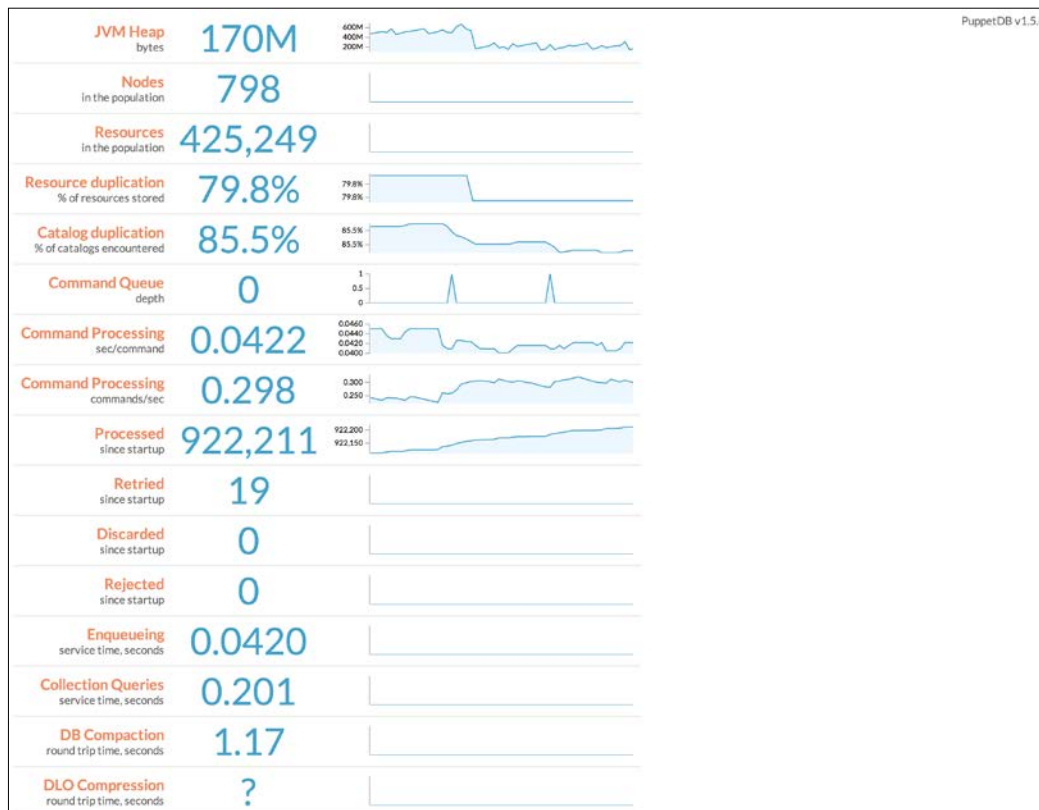 PuppetDB v1.5.
JVM Heap
bytes
170M
600M
400M
200M
Nodes
in the population
798
Resources
in the population
425,249
Resource duplication
% of resources stored
79.8%
79.8%
79.8%
Catalog duplication
% of catalogs encountered
85.5%
85.5%
85.5%
Command Queue
depth
0
1
0.5
0
Command Processing
sec/command
0.0422
0.0460
0.0440
0.0420
0.0400
Command Processing
commands/sec
0.298
0.300
0.250
Processed
since startup
922,211
922,200
922,150
Retried
since startup
19
Discarded
since startup
0
Rejected
since startup
0
Enqueueing
service time, seconds
0.0420
Collection Queries
service time, seconds
0.201
DB Compaction
round trip time, seconds
1.17
DLO Compression
round trip time, seconds
?